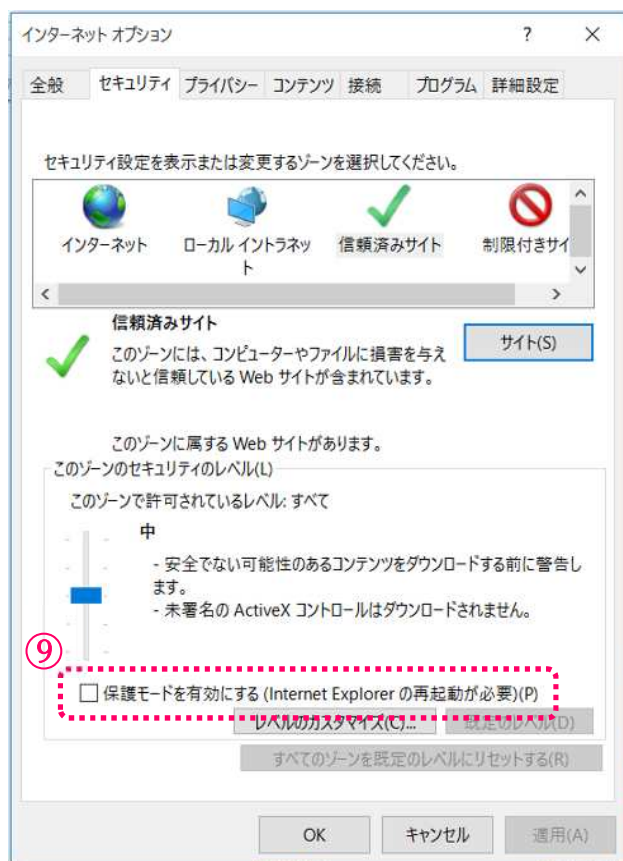 インターネット オプション ? ×
全般 セキュリティ プライバシー コンテンツ 接続 プログラム 詳細設定
セキュリティ設定を表示または変更するゾーンを選択してください。
インターネット ローカル イントラネッ 信頼済みサイト 制限付きサイ
ト
信頼済みサイト
サイト(S)
このゾーンには、コンピューターやファイルに損害を与え
ないと信頼している Web サイトが含まれています。
このゾーンに属する Web サイトがあります。
このゾーンのセキュリティのレベル(L)
このゾーンで許可されているレベル: すべて
中
- 安全でない可能性のあるコンテンツをダウンロードする前に警告し
ます。
- 未署名の ActiveX コントロールはダウンロードされません。
⑨
保護モードを有効にする (Internet Explorer の再起動が必要)(P)
レベルのカスタマイズ(C)... 既定のレベル(D)
すべてのゾーンを既定のレベルにリセットする(R)
OK キャンセル 適用(A)